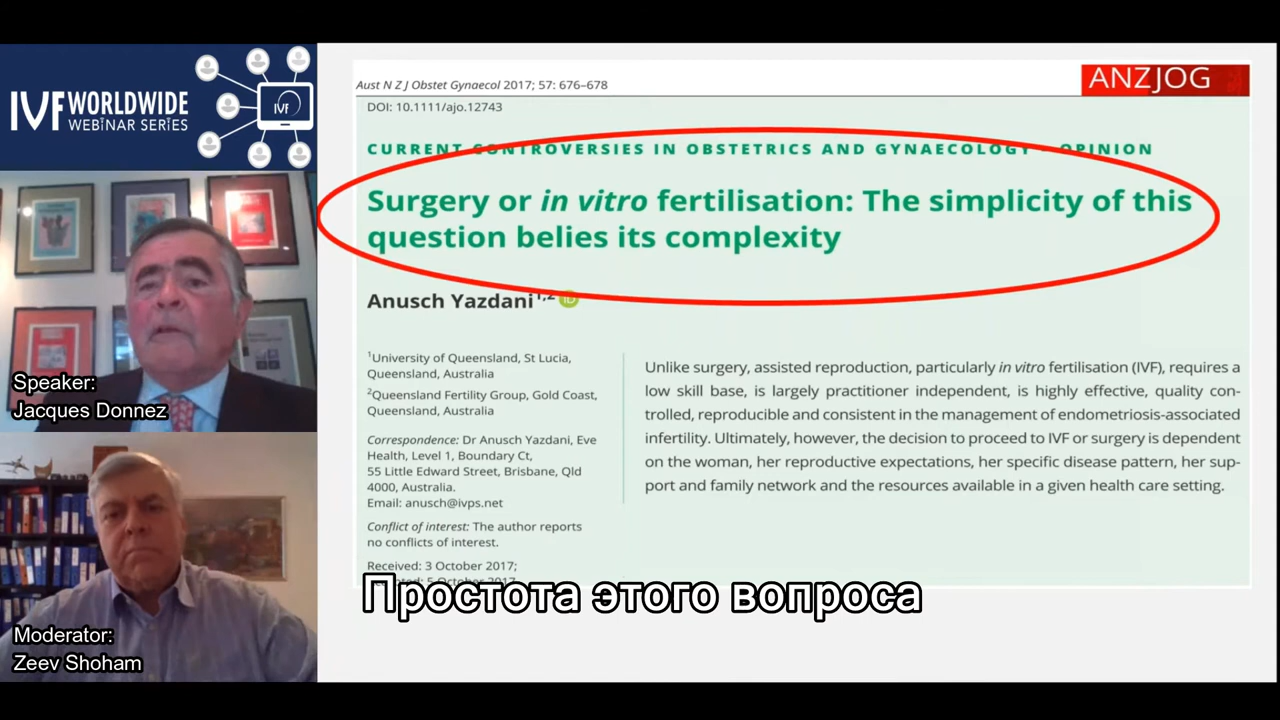 IVF WORLDWIDE
WEBINAR SERIES
IVF
Speaker:
Jacques Donnez
Moderator:
Zeev Shoham
Aust N Z J Obstet Gynaecol 2017; 57: 676–678
ANZJOG
DOI: 10.1111/ajo.12743
CURRENT CONTROVERSIES IN OBSTETRICS AND GYNAECOLOGY – OPINION
Surgery or in vitro fertilisation: The simplicity of this
question belies its complexity
Anusch Yazdani1,2 iD
1University of Queensland, St Lucia,
Queensland, Australia
2Queensland Fertility Group, Gold Coast,
Queensland, Australia
Correspondence: Dr Anusch Yazdani, Eve
Health, Level 1, Boundary Ct,
55 Little Edward Street, Brisbane, Qld
4000, Australia.
Email: anusch@ivps.net
Conflict of interest: The author reports
no conflicts of interest.
Received: 3 October 2017;
Accepted: 5 October 2017
Unlike surgery, assisted reproduction, particularly in vitro fertilisation (IVF), requires a
low skill base, is largely practitioner independent, is highly effective, quality con-
trolled, reproducible and consistent in the management of endometriosis-associated
infertility. Ultimately, however, the decision to proceed to IVF or surgery is dependent
on the woman, her reproductive expectations, her specific disease pattern, her sup-
port and family network and the resources available in a given health care setting.
Простота этого вопроса